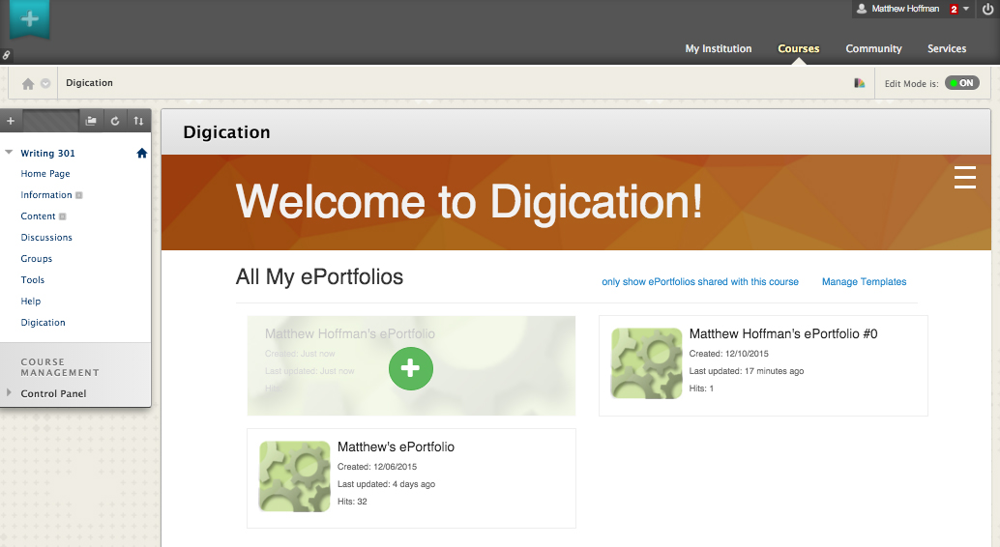 Matthew Hoffman 2
My Institution Courses Community Services
Digication
Edit Mode is: ON
Writing 301
Home Page
Information
Content
Discussions
Groups
Tools
Help
Digication
COURSE
MANAGEMENT
Control Panel
Digication
Welcome to Digication!
All My ePortfolios
only show ePortfolios shared with this course Manage Templates
Matthew Hoffman's ePortfolio
Created: Just now
Last updated: Just now
Matthew Hoffman's ePortfolio #0
Created: 12/10/2015
Last updated: 17 minutes ago
Hits: 1
Matthew's ePortfolio
Created: 12/06/2015
Last updated: 4 days ago
Hits: 32